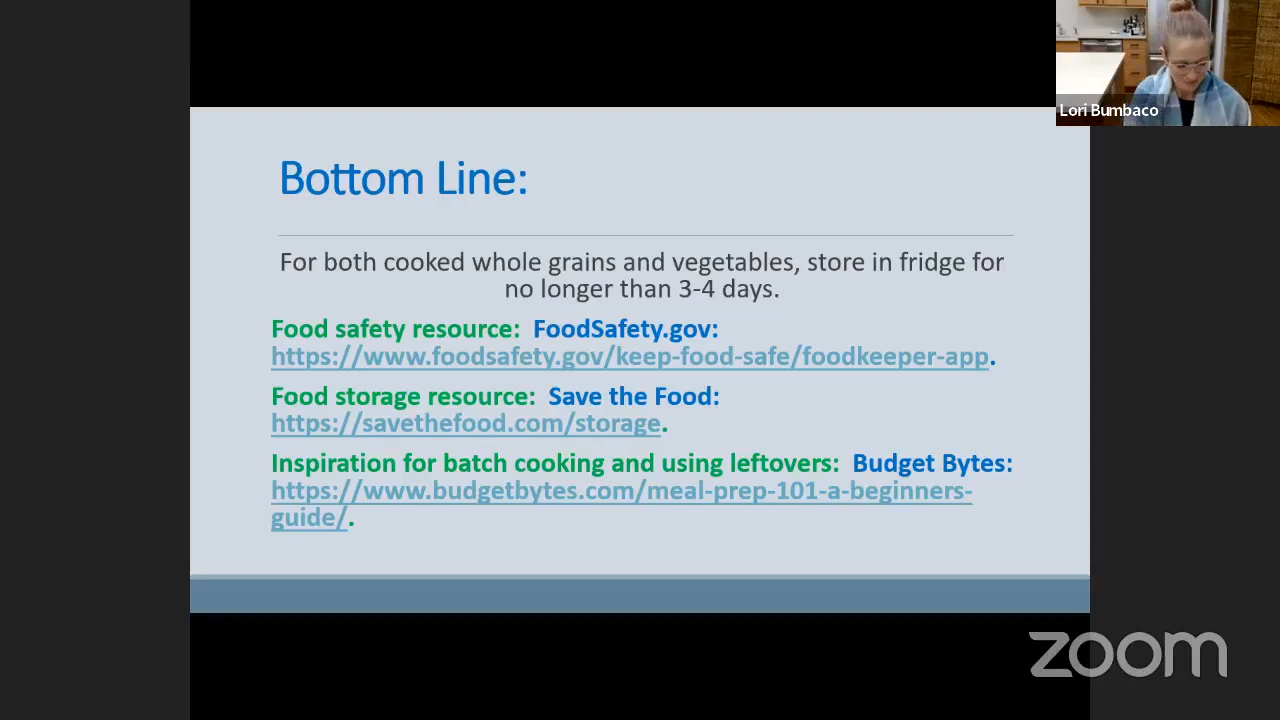 Lori Bumbaco
Bottom Line:
For both cooked whole grains and vegetables, store in fridge for
no longer than 3-4 days.
Food safety resource: FoodSafety.gov:
https://www.foodsafety.gov/keep-food-safe/foodkeeper-app.
Food storage resource: Save the Food:
https://savethefood.com/storage.
Inspiration for batch cooking and using leftovers: Budget Bytes:
https://www.budgetbytes.com/meal-prep-101-a-beginners-
guide/.
zoom